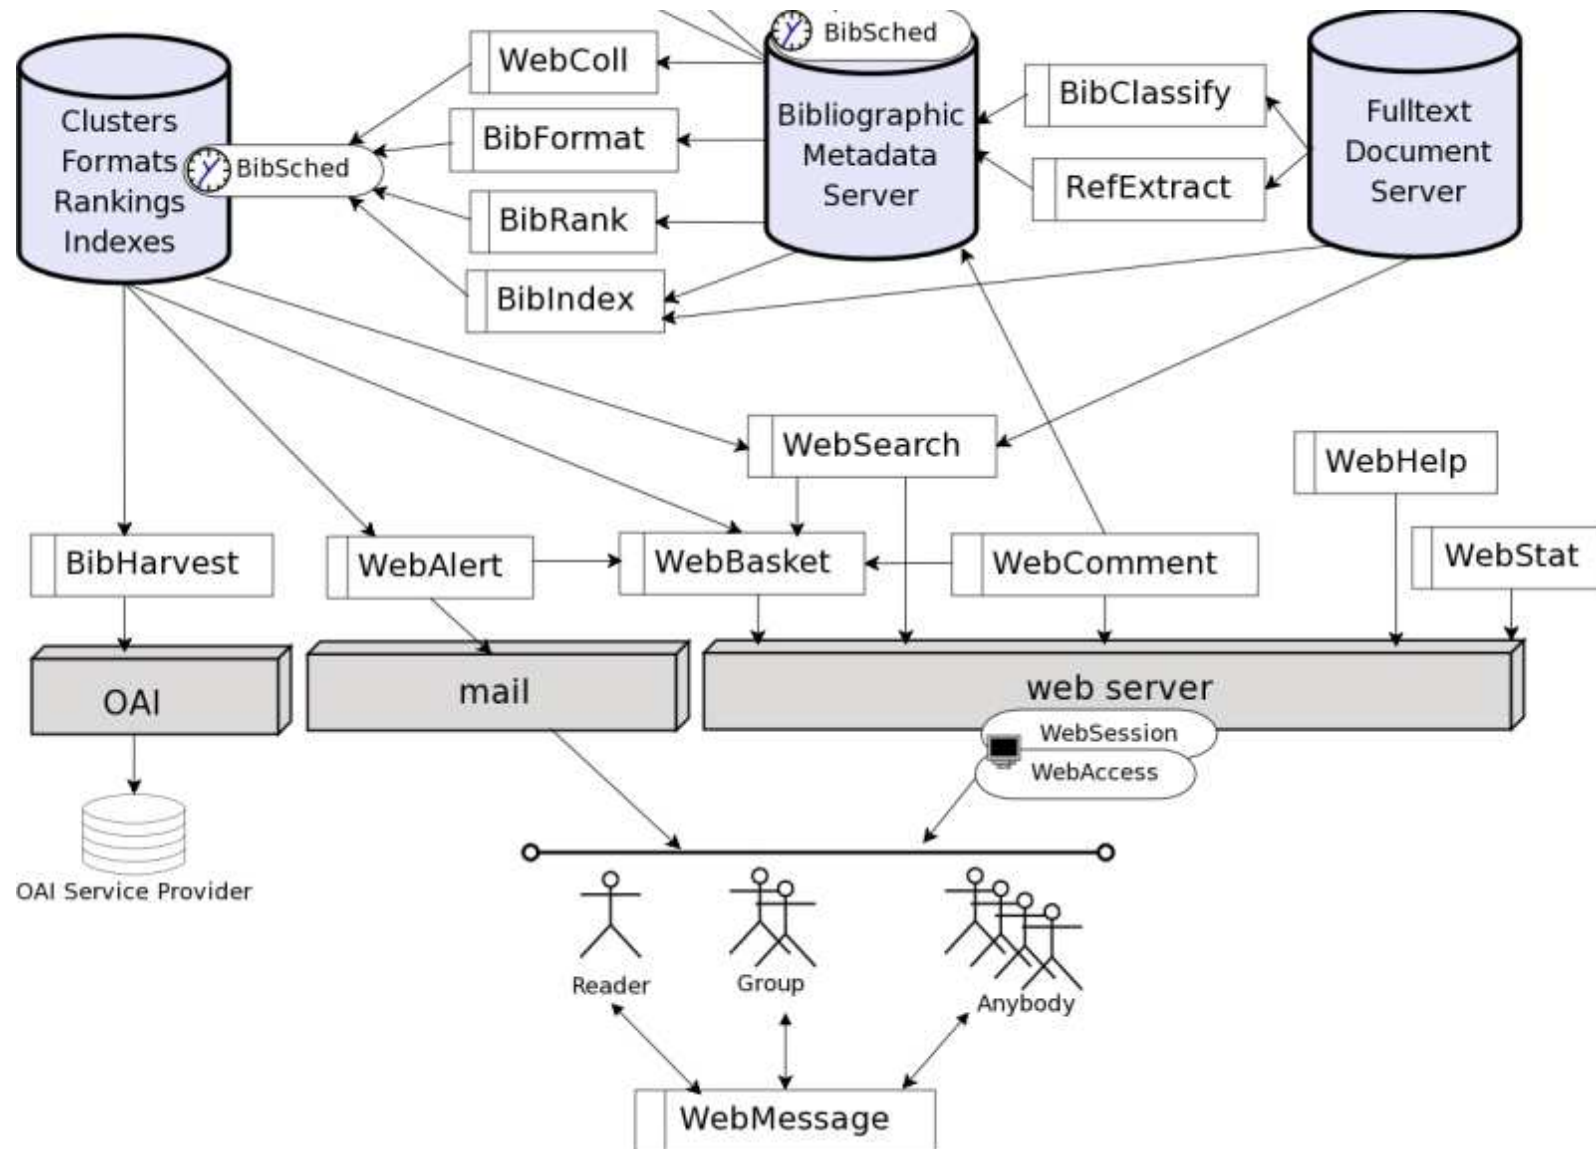 BibSched
WebColl
BibClassify
Clusters
Formats
Rankings
Indexes
BibSched
BibFormat
Bibliographic
Metadata
Server
Fulltext
Document
Server
RefExtract
BibRank
BibIndex
WebSearch
WebHelp
BibHarvest
WebAlert
WebBasket
WebComment
WebStat
OAI
mail
web server
WebSession
WebAccess
OAI Service Provider
Reader
Group
Anybody
WebMessage